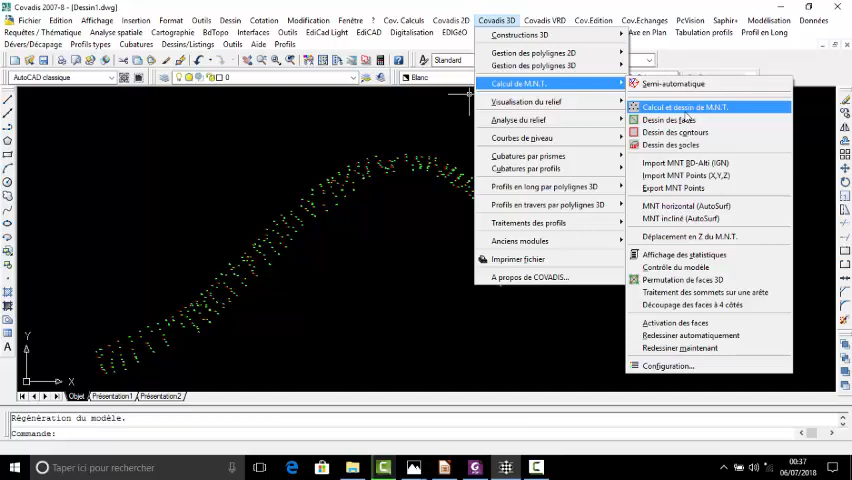 Covadis 2007-8 - [Dessin1.dwg]
Fichier Edition Affichage Insertion Format Outils Dessin Cotation Modification Fenêtre ? Cov. Calculs Covadis 2D Covadis 3D Covadis VRD Cov.Edition Cov.Echanges PcVision Saphir+ Modélisation Données
Requêtes / Thématique Analyse Spatiale Cartographie BdTopo Interfaces Outils EdiCad Light EdiCAD Digitalisation EDIGéO Axe en Plan Tabulation profils Courbes
Dévers/Décapage Profils types Cubatures Dessins/Listings Sites Aide Profils
Standard
AutoCAD classique
0
Blanc
Constructions 3D
Gestion des polylignes 2D
Gestion des polylignes 3D
Calcul de M.N.T.
Visualisation du relief
Analyse du relief
Courbes de niveau
Cubatures par prismes
Cubatures par profils
Profils en long par polylignes 3D
Profils en travers par polylignes 3D
Traitements des profils
Anciens modules
Imprimer fichier
A propos de COVADIS...
Semi-automatique
Calcul et dessin de M.N.T.
Dessin des faces
Dessin des contours
Dessin des socles
Import MNT BD-Alti (IGN)
Import MNT Points (X,Y,Z)
Export MNT Points
MNT horizontal (AutoSurf)
MNT incliné (AutoSurf)
Déplacement en Z du M.N.T.
Affichage des statistiques
Contrôle du modèle
Permutation de faces 3D
Traitement des sommets sur une arête
Découpage des faces à 4 côtés
Activation des faces
Redessiner automatiquement
Redessiner maintenant
Configuration...
Y
X
Objet Présentation1 Présentation2
Régénération du modèle.
Commande:
Taper ici pour rechercher
00:37
06/07/2018